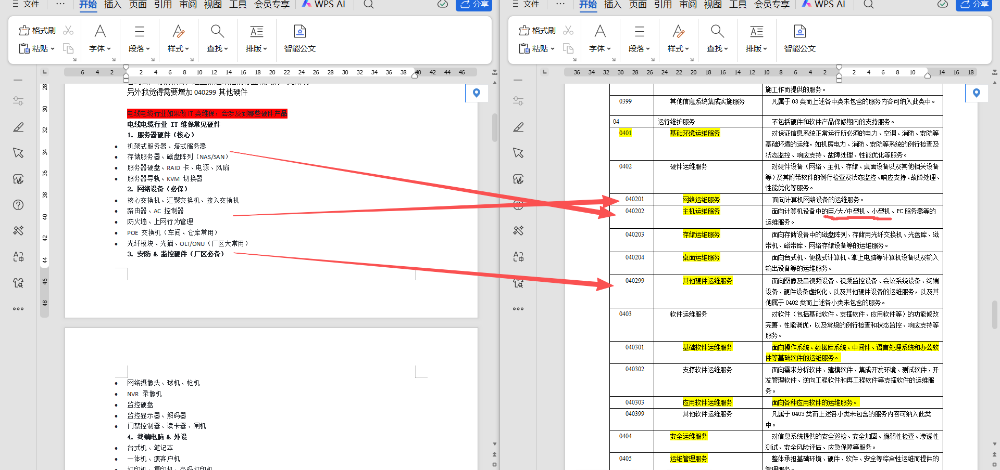 文件 ··· 开始 插入 页面 引用 审阅 视图 工具 会员专享 WPS AI 分享
格式刷
粘贴 字体 段落 样式 查找 排版 智能公文
6 4 2 2 4 6 8 10 12 14 16 18 20 22 24 26 28 30 32 34 36 38 40 42 44 46
28 30 32 34 36 38 40 42 44 46 48
另外我觉得需要增加 040299 其他硬件
电线电缆行业如果做 IT 类维保，会涉及到哪些硬件产品
电线电缆行业 IT 维保常见硬件
1. 服务器硬件（核心）
• 机架式服务器、塔式服务器
• 存储服务器、磁盘阵列（NAS/SAN）
• 服务器硬盘、RAID 卡、电源、风扇
• 服务器导轨、KVM 切换器
2. 网络设备（必保）
• 核心交换机、汇聚交换机、接入交换机
• 路由器、AC 控制器
• 防火墙、上网行为管理
• POE 交换机（车间、仓库常用）
• 光纤模块、光猫、OLT/ONU（厂区大常用）
3. 安防 & 监控硬件（厂区必备）
• 网络摄像头、球机、枪机
• NVR 录像机
• 监控硬盘
• 监控显示器、解码器
• 门禁控制器、读卡器、闸机
4. 终端电脑 & 外设
• 台式机、笔记本
• 一体机、瘦客户机
• 打印机、复印机、条码打印机
文件 ··· 开始 插入 页面 引用 审阅 视图 工具 会员专享 WPS AI 分享
格式刷
粘贴 字体 段落 样式 查找 排版 智能公文
36 34 32 30 28 26 24 22 20 18 16 14 12 10 8 6 4 2 2 4 6 8 10 14 16 18
施工作而提供的服务。
0399 其他信息系统集成实施服务 凡属于 03 类而上述各中类未包含的服务内容可纳入此类中。
04 运行维护服务 不包括硬件和软件产品保修期内的支持服务。
0401 基础环境运维服务 对保证信息系统正常运行所必须的电力、空调、消防、安防等
基础环境的运维，如机房电力、消防、安防等系统的例行检查及
状态监控、响应支持、故障处理、性能优化等服务。
0402 硬件运维服务 对硬件设备（网络、主机、存储、桌面设备以及其他相关设备
等）及其附带软件的例行检查及状态监控、响应支持、故障处理、
性能优化等服务。
040201 网络运维服务 面向计算机网络设备的运维服务。
040202 主机运维服务 面向计算机设备中的巨/大/中型机、小型机、PC 服务器等的
运维服务。
040203 存储运维服务 面向存储设备中的磁盘阵列、存储用光纤交换机、光盘库、磁
带机、磁带库、网络存储设备等的运维服务。
040204 桌面运维服务 面向台式机、便携式计算机、掌上电脑等计算机设备以及输入
输出设备等的运维服务。
040299 其他硬件运维服务 面向图像及音视频设备、视频监控设备、会议系统设备、终端
设备、硬件设备虚拟化、以及其他硬件设备的运维服务，以及其
他属于 0402 类而上述各小类未包含的服务。
0403 软件运维服务 对软件（包括基础软件、支撑软件、应用软件等）的功能修改
完善、性能调优，以及常规的例行检查和状态监控、响应支持等
服务。
040301 基础软件运维服务 面向操作系统、数据库系统、中间件、语言处理系统和办公软
件等基础软件的运维服务。
040302 支撑软件运维服务 面向需求分析软件、建模软件、集成开发环境、测试软件、开
发管理软件、逆向工程软件和再工程软件等支撑软件的运维服
务。
040303 应用软件运维服务 面向各种应用软件的运维服务。
040399 其他软件运维服务 凡属于 0403 类而上述各小类未包含的服务内容可纳入此类
中。
0404 安全运维服务 对信息系统提供的安全巡检、安全加固、脆弱性检查、渗透性
测试、安全风险评估、应急保障等服务。
0405 运维管理服务 整体承担基础环境、硬件、软件、安全等综合性运维而提供的
管理服务。